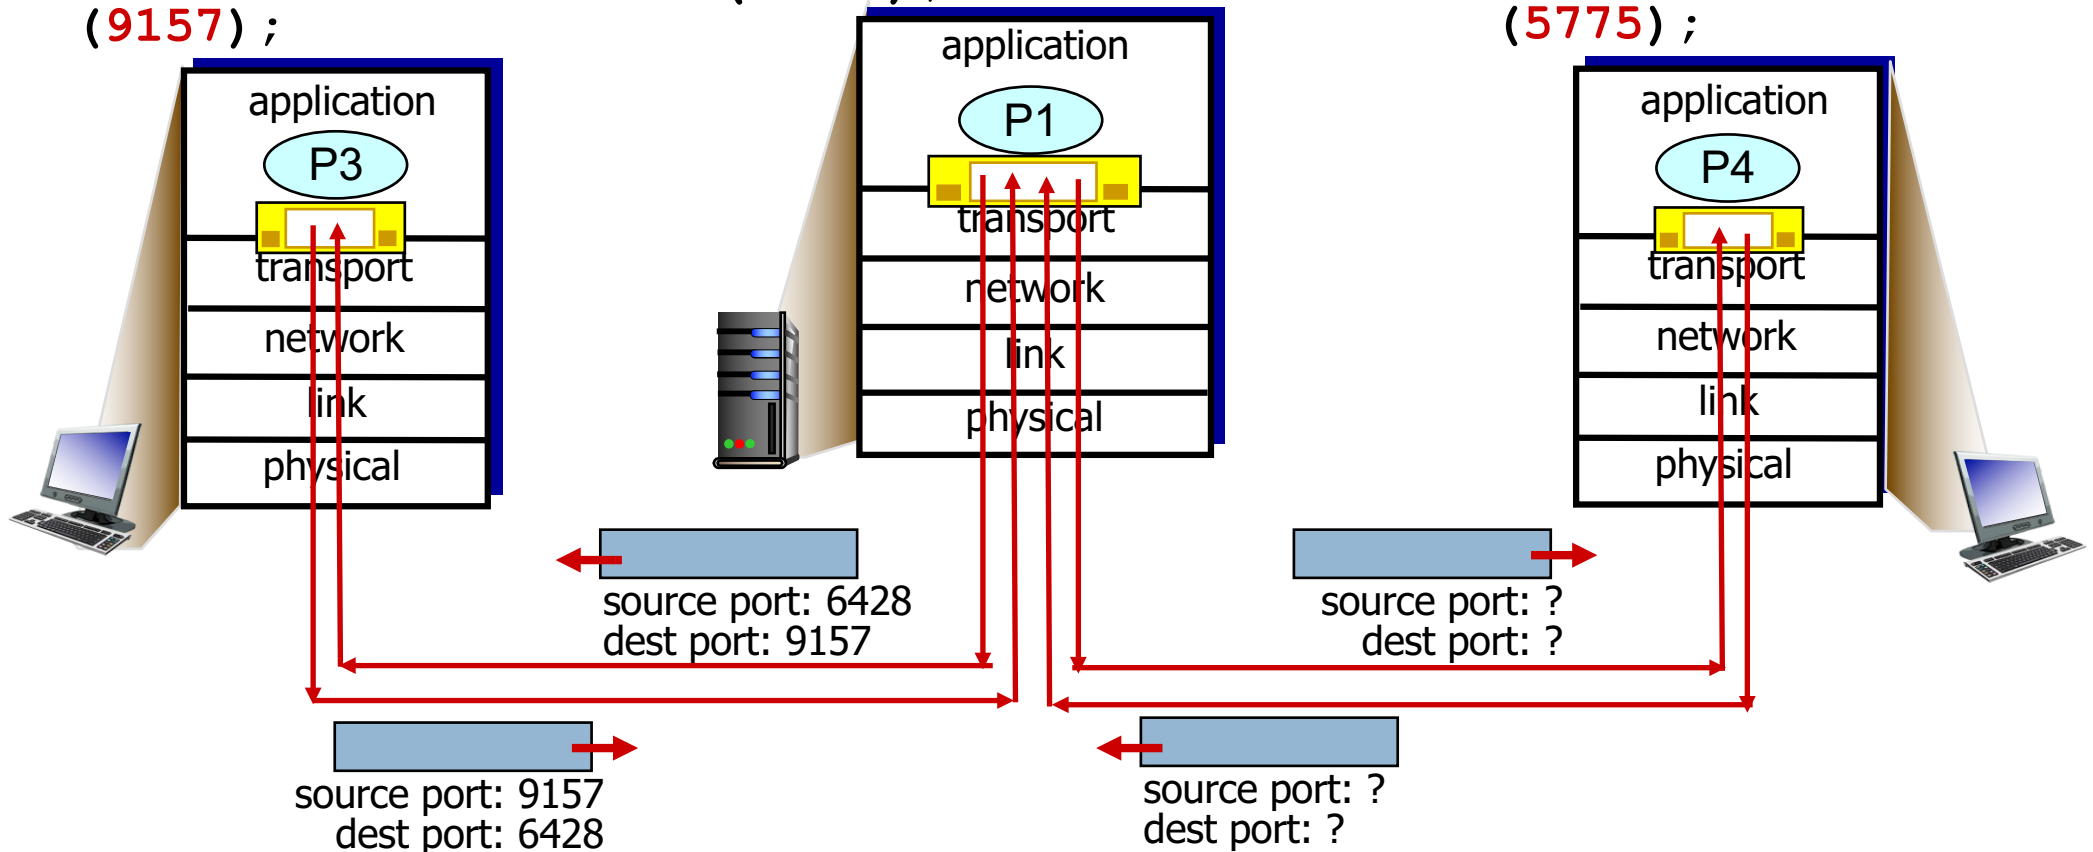 (9157);
(5775);
application
P3
transport
network
link
physical
application
P1
transport
network
link
physical
application
P4
transport
network
link
physical
source port: 6428
dest port: 9157
source port: ?
dest port: ?
source port: 9157
dest port: 6428
source port: ?
dest port: ?